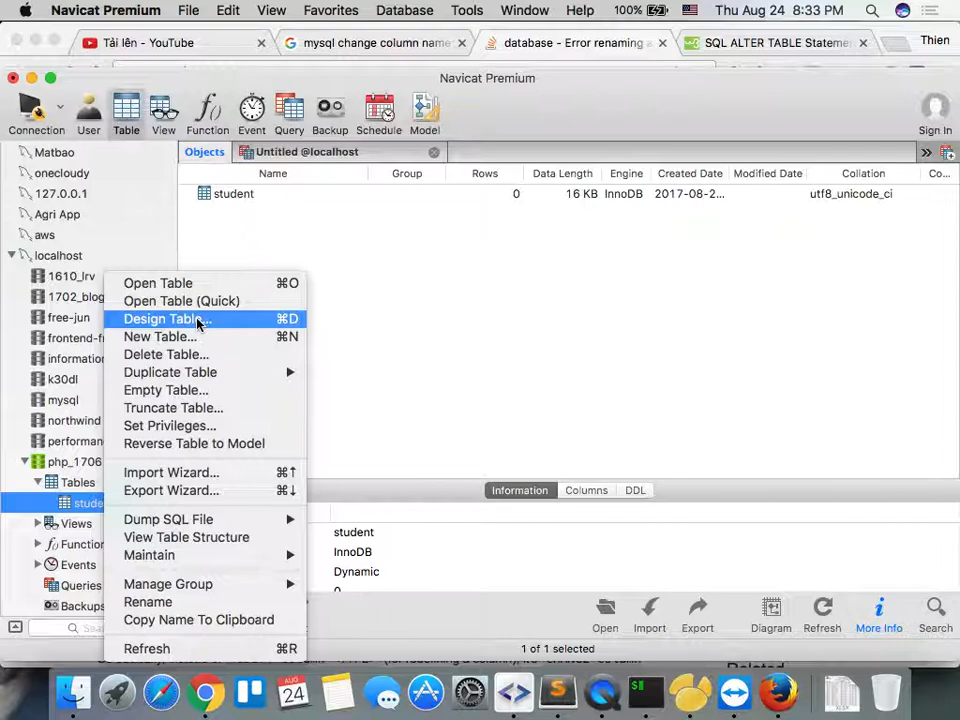 Navicat Premium File Edit View Favorites Database Tools Window Help 100% Thu Aug 24 8:33 PM
Tải lên - YouTube
mysql change column name
database - Error renaming a
SQL ALTER TABLE Stateme
Thien
Navicat Premium
Connection
User
Table
View
Function
Event
Query
Backup
Schedule
Model
Sign In
Matbao
onecloudy
127.0.0.1
Agri App
aws
localhost
1610_lrv
1702_blog
free-jun
frontend-f
information
k30dl
mysql
northwind
performan
php_1706
Tables
stude
Views
Function
Events
Queries
Backups
Objects
Untitled @localhost
Name Group Rows Data Length Engine Created Date Modified Date Collation Co...
student 0 16 KB InnoDB 2017-08-2... utf8_unicode_ci
Open Table ⌘O
Open Table (Quick)
Design Table... ⌘D
New Table... ⌘N
Delete Table...
Duplicate Table
Empty Table...
Truncate Table...
Set Privileges...
Reverse Table to Model
Import Wizard... ⌘↑
Export Wizard... ⌘↓
Dump SQL File
View Table Structure
Maintain
Manage Group
Rename
Copy Name To Clipboard
Refresh ⌘R
Information Columns DDL
student
InnoDB
Dynamic
0
Open
Import
Export
Diagram
Refresh
More Info
Search
1 of 1 selected
Related
AUG
24